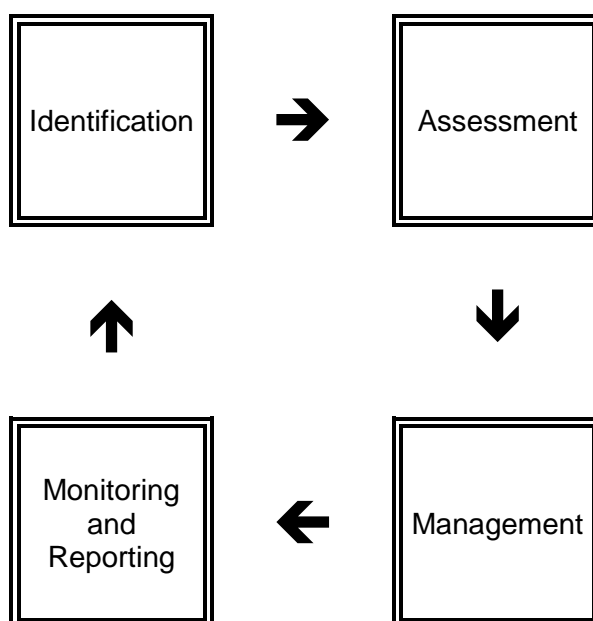 Identification
Assessment
Monitoring
and
Reporting
Management